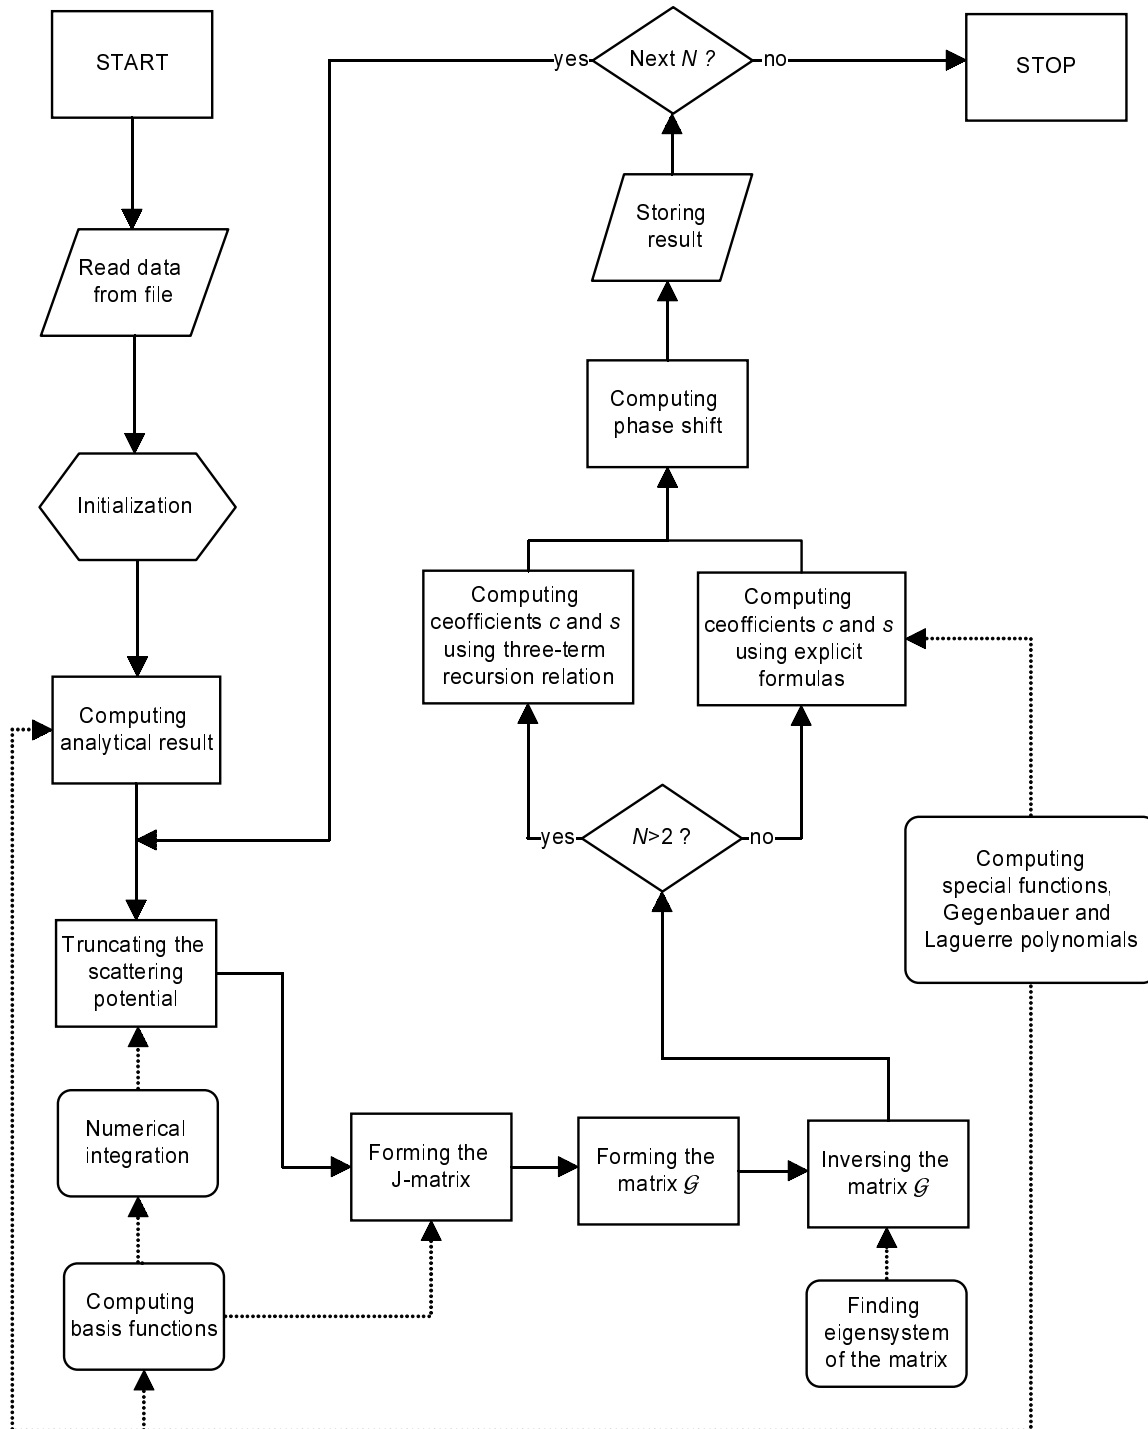 START
Read data
from file
Initialization
Computing
analytical result
Truncating the
scattering
potential
Numerical
integration
Computing
basis functions
Forming the
J-matrix
Forming the
matrix 𝒢
Inversing the
matrix 𝒢
Finding
eigensystem
of the matrix
N>2 ?
yes
no
Computing
ceofficients c and s
using three-term
recursion relation
Computing
ceofficients c and s
using explicit
formulas
Computing
special functions,
Gegenbauer and
Laguerre polynomials
Computing
phase shift
Storing
result
Next N ?
yes
no
STOP